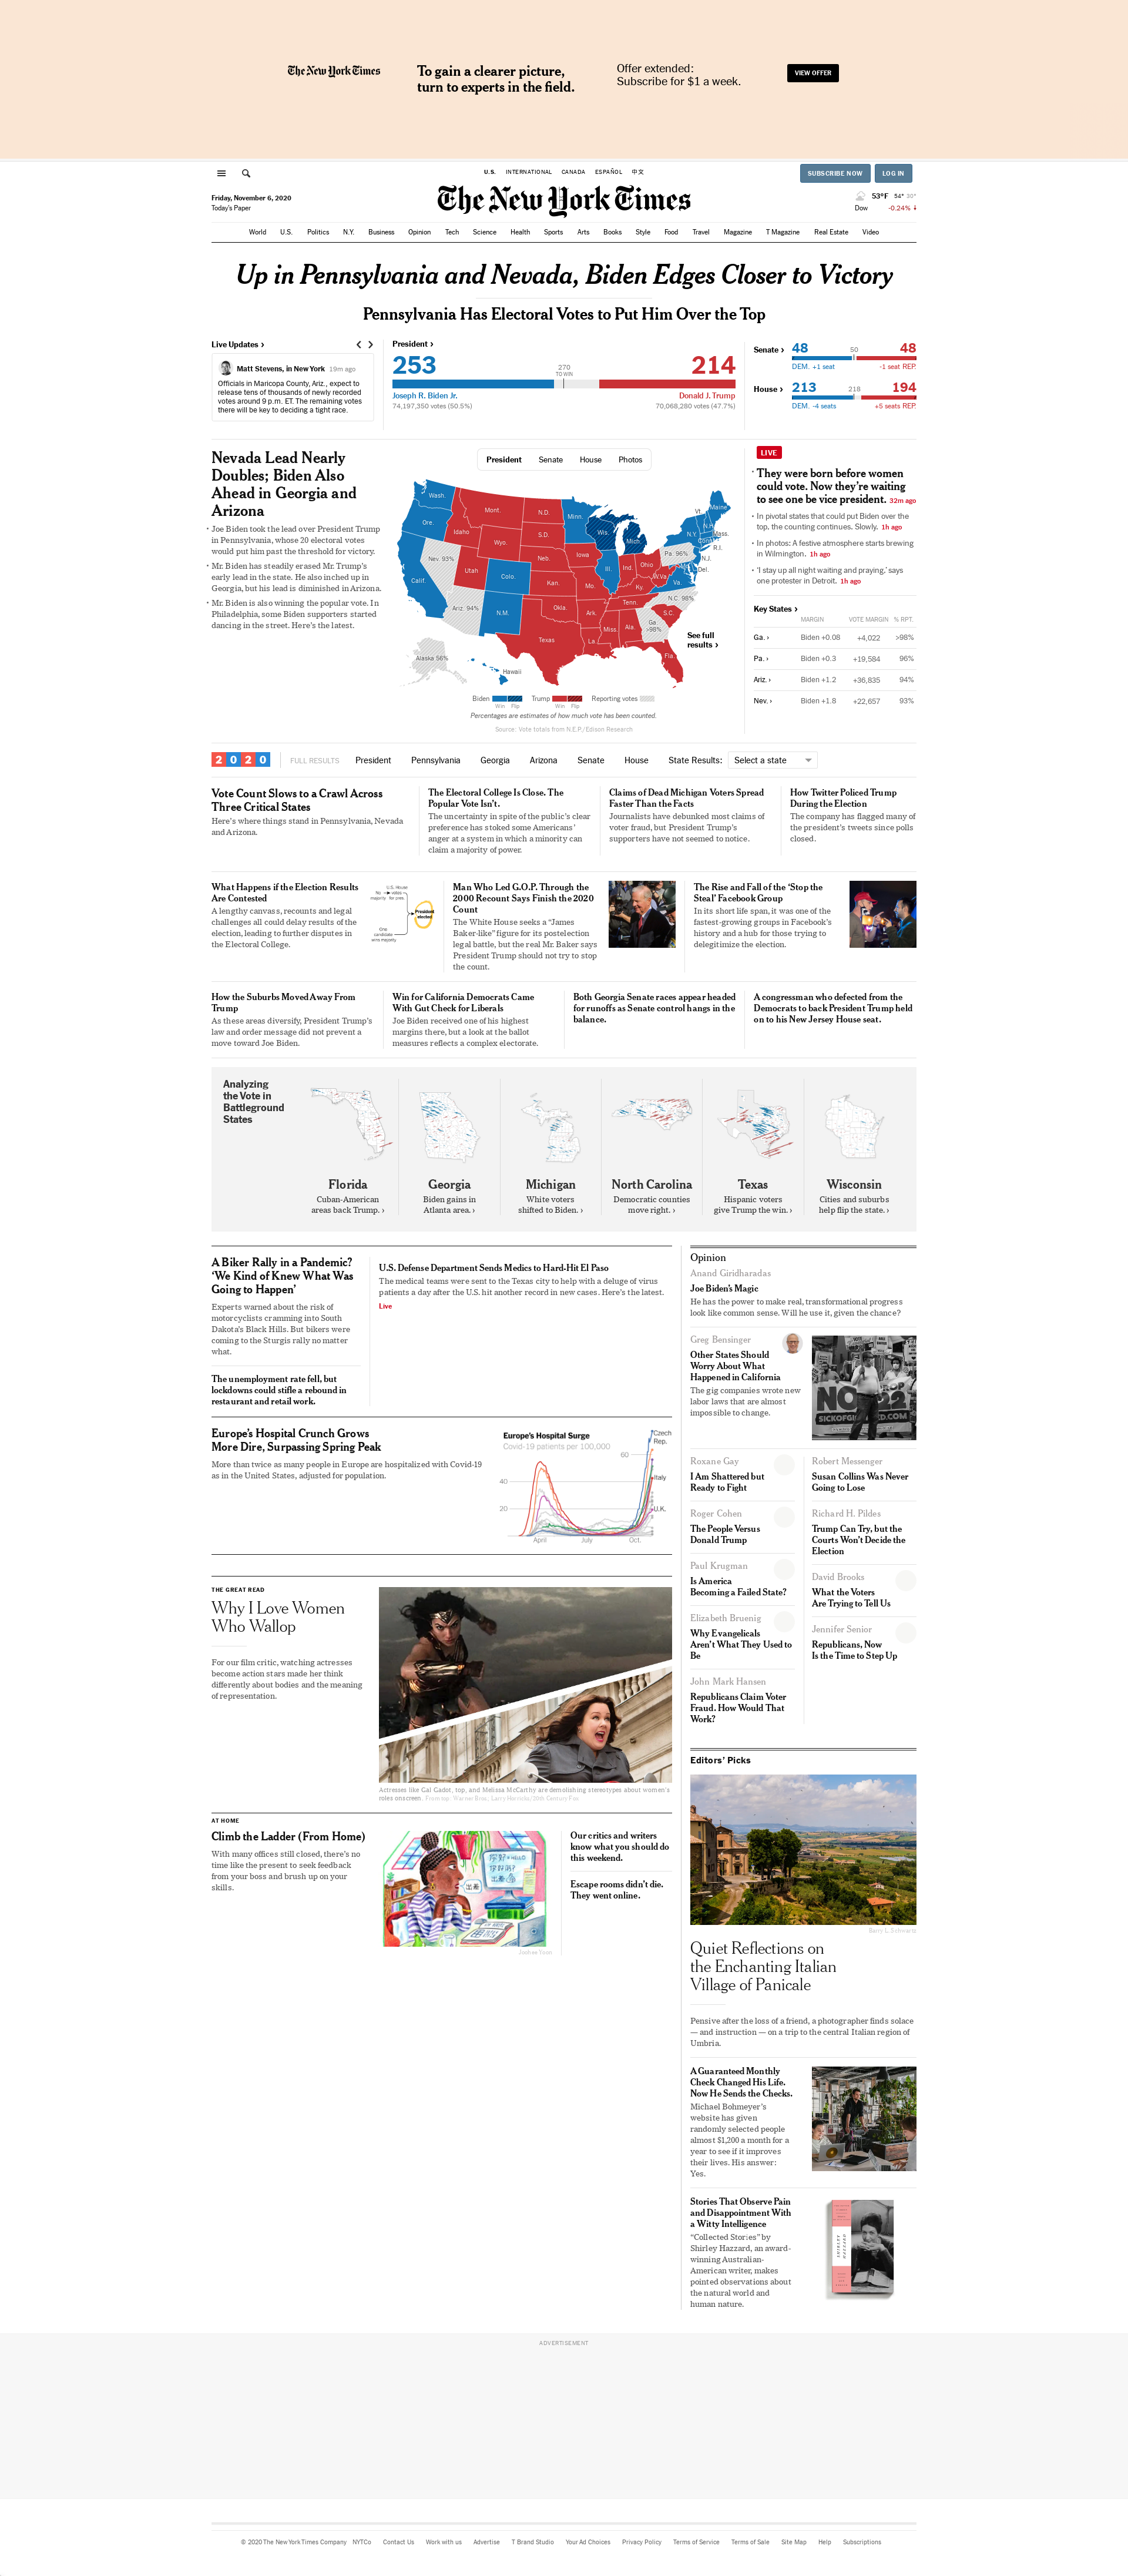 The New York Times
To gain a clearer picture,
turn to experts in the field.
Offer extended:
Subscribe for $1 a week.
VIEW OFFER
U.S. INTERNATIONAL CANADA ESPAÑOL 中文
SUBSCRIBE NOW LOG IN
Friday, November 6, 2020
Today's Paper
The New York Times
53°F 54° 30°
Dow -0.24% ↓
World U.S. Politics N.Y. Business Opinion Tech Science Health Sports Arts Books Style Food Travel Magazine T Magazine Real Estate Video
Up in Pennsylvania and Nevada, Biden Edges Closer to Victory
Pennsylvania Has Electoral Votes to Put Him Over the Top
Live Updates ›
Matt Stevens, in New York 19m ago
Officials in Maricopa County, Ariz., expect to
release tens of thousands of newly recorded
votes around 9 p.m. ET. The remaining votes
there will be key to deciding a tight race.
President ›
253 270 TO WIN 214
Joseph R. Biden Jr. Donald J. Trump
74,197,350 votes (50.5%) 70,068,280 votes (47.7%)
Senate › 48 50 48
DEM. +1 seat -1 seat REP.
House › 213 218 194
DEM. -4 seats +5 seats REP.
Nevada Lead Nearly
Doubles; Biden Also
Ahead in Georgia and
Arizona
• Joe Biden took the lead over President Trump
in Pennsylvania, whose 20 electoral votes
would put him past the threshold for victory.
• Mr. Biden has steadily erased Mr. Trump's
early lead in the state. He also inched up in
Georgia, but his lead is diminished in Arizona.
• Mr. Biden is also winning the popular vote. In
Philadelphia, some Biden supporters started
dancing in the street. Here's the latest.
President Senate House Photos
Wash.
Ore.
Calif.
Nev. 93%
Idaho
Mont.
Wyo.
Utah
Ariz. 94%
Colo.
N.M.
N.D.
S.D.
Neb.
Kan.
Okla.
Texas
Minn.
Iowa
Mo.
Ark.
La.
Wis.
Ill.
Mich.
Ind.
Ohio
Ky.
Tenn.
Miss.
Ala.
Ga.
>98%
Fla.
S.C.
N.C. 98%
Va.
W.Va.
Pa. 96%
N.Y.
Vt.
N.H.
Maine
Mass.
Conn.
R.I.
N.J.
Del.
Alaska 56%
Hawaii
See full
results ›
Biden Trump Reporting votes
Win Flip Win Flip
Percentages are estimates of how much vote has been counted.
Source: Vote totals from N.E.P./Edison Research
LIVE
• They were born before women
could vote. Now they're waiting
to see one be vice president. 32m ago
• In pivotal states that could put Biden over the
top, the counting continues. Slowly. 1h ago
• In photos: A festive atmosphere starts brewing
in Wilmington. 1h ago
• 'I stay up all night waiting and praying,' says
one protester in Detroit. 1h ago
Key States ›
MARGIN VOTE MARGIN % RPT.
Ga. › Biden +0.08 +4,022 >98%
Pa. › Biden +0.3 +19,584 96%
Ariz. › Biden +1.2 +36,835 94%
Nev. › Biden +1.8 +22,657 93%
2020 FULL RESULTS President Pennsylvania Georgia Arizona Senate House State Results: Select a state
Vote Count Slows to a Crawl Across
Three Critical States
Here's where things stand in Pennsylvania, Nevada
and Arizona.
The Electoral College Is Close. The
Popular Vote Isn't.
The uncertainty in spite of the public's clear
preference has stoked some Americans'
anger at a system in which a minority can
claim a majority of power.
Claims of Dead Michigan Voters Spread
Faster Than the Facts
Journalists have debunked most claims of
voter fraud, but President Trump's
supporters have not seemed to notice.
How Twitter Policed Trump
During the Election
The company has flagged many of
the president's tweets since polls
closed.
What Happens if the Election Results
Are Contested
A lengthy canvass, recounts and legal
challenges all could delay results of the
election, leading to further disputes in
the Electoral College.
U.S. House
No votes majority for pres.
President
elected
One
candidate
wins majority
Man Who Led G.O.P. Through the
2000 Recount Says Finish the 2020
Count
The White House seeks a "James
Baker-like" figure for its postelection
legal battle, but the real Mr. Baker says
President Trump should not try to stop
the count.
The Rise and Fall of the 'Stop the
Steal' Facebook Group
In its short life span, it was one of the
fastest-growing groups in Facebook's
history and a hub for those trying to
delegitimize the election.
How the Suburbs Moved Away From
Trump
As these areas diversify, President Trump's
law and order message did not prevent a
move toward Joe Biden.
Win for California Democrats Came
With Gut Check for Liberals
Joe Biden received one of his highest
margins there, but a look at the ballot
measures reflects a complex electorate.
Both Georgia Senate races appear headed
for runoffs as Senate control hangs in the
balance.
A congressman who defected from the
Democrats to back President Trump held
on to his New Jersey House seat.
Analyzing
the Vote in
Battleground
States
Florida
Cuban-American
areas back Trump. ›
Georgia
Biden gains in
Atlanta area. ›
Michigan
White voters
shifted to Biden. ›
North Carolina
Democratic counties
move right. ›
Texas
Hispanic voters
give Trump the win. ›
Wisconsin
Cities and suburbs
help flip the state. ›
A Biker Rally in a Pandemic?
'We Kind of Knew What Was
Going to Happen'
Experts warned about the risk of
motorcyclists cramming into South
Dakota's Black Hills. But bikers were
coming to the Sturgis rally no matter
what.
The unemployment rate fell, but
lockdowns could stifle a rebound in
restaurant and retail work.
U.S. Defense Department Sends Medics to Hard-Hit El Paso
The medical teams were sent to the Texas city to help with a deluge of virus
patients a day after the U.S. hit another record in new cases. Here's the latest.
Live
Europe's Hospital Crunch Grows
More Dire, Surpassing Spring Peak
More than twice as many people in Europe are hospitalized with Covid-19
as in the United States, adjusted for population.
Europe's Hospital Surge
Covid-19 patients per 100,000
60
40
20
Czech
Rep.
Italy
U.K.
April July Oct.
THE GREAT READ
Why I Love Women
Who Wallop
For our film critic, watching actresses
become action stars made her think
differently about bodies and the meaning
of representation.
Actresses like Gal Gadot, top, and Melissa McCarthy are demolishing stereotypes about women's
roles onscreen. From top: Warner Bros.; Larry Horricks/20th Century Fox
AT HOME
Climb the Ladder (From Home)
With many offices still closed, there's no
time like the present to seek feedback
from your boss and brush up on your
skills.
Our critics and writers
know what you should do
this weekend.
Escape rooms didn't die.
They went online.
Opinion
Anand Giridharadas
Joe Biden's Magic
He has the power to make real, transformational progress
look like common sense. Will he use it, given the chance?
Greg Bensinger
Other States Should
Worry About What
Happened in California
The gig companies wrote new
labor laws that are almost
impossible to change.
NO 22
Roxane Gay
I Am Shattered but
Ready to Fight
Roger Cohen
The People Versus
Donald Trump
Paul Krugman
Is America
Becoming a Failed State?
Elizabeth Bruenig
Why Evangelicals
Aren't What They Used to
Be
John Mark Hansen
Republicans Claim Voter
Fraud. How Would That
Work?
Robert Messenger
Susan Collins Was Never
Going to Lose
Richard H. Pildes
Trump Can Try, but the
Courts Won't Decide the
Election
David Brooks
What the Voters
Are Trying to Tell Us
Jennifer Senior
Republicans, Now
Is the Time to Step Up
Editors' Picks
Barry L. Schwartz
Quiet Reflections on
the Enchanting Italian
Village of Panicale
Pensive after the loss of a friend, a photographer finds solace
— and instruction — on a trip to the central Italian region of
Umbria.
A Guaranteed Monthly
Check Changed His Life.
Now He Sends the Checks.
Michael Bohmeyer's
website has given
randomly selected people
almost $1,200 a month for a
year to see if it improves
their lives. His answer:
Yes.
Stories That Observe Pain
and Disappointment With
a Witty Intelligence
"Collected Stories" by
Shirley Hazzard, an award-
winning Australian-
American writer, makes
pointed observations about
the natural world and
human nature.
ADVERTISEMENT
© 2020 The New York Times Company NYTCo Contact Us Work with us Advertise T Brand Studio Your Ad Choices Privacy Policy Terms of Service Terms of Sale Site Map Help Subscriptions